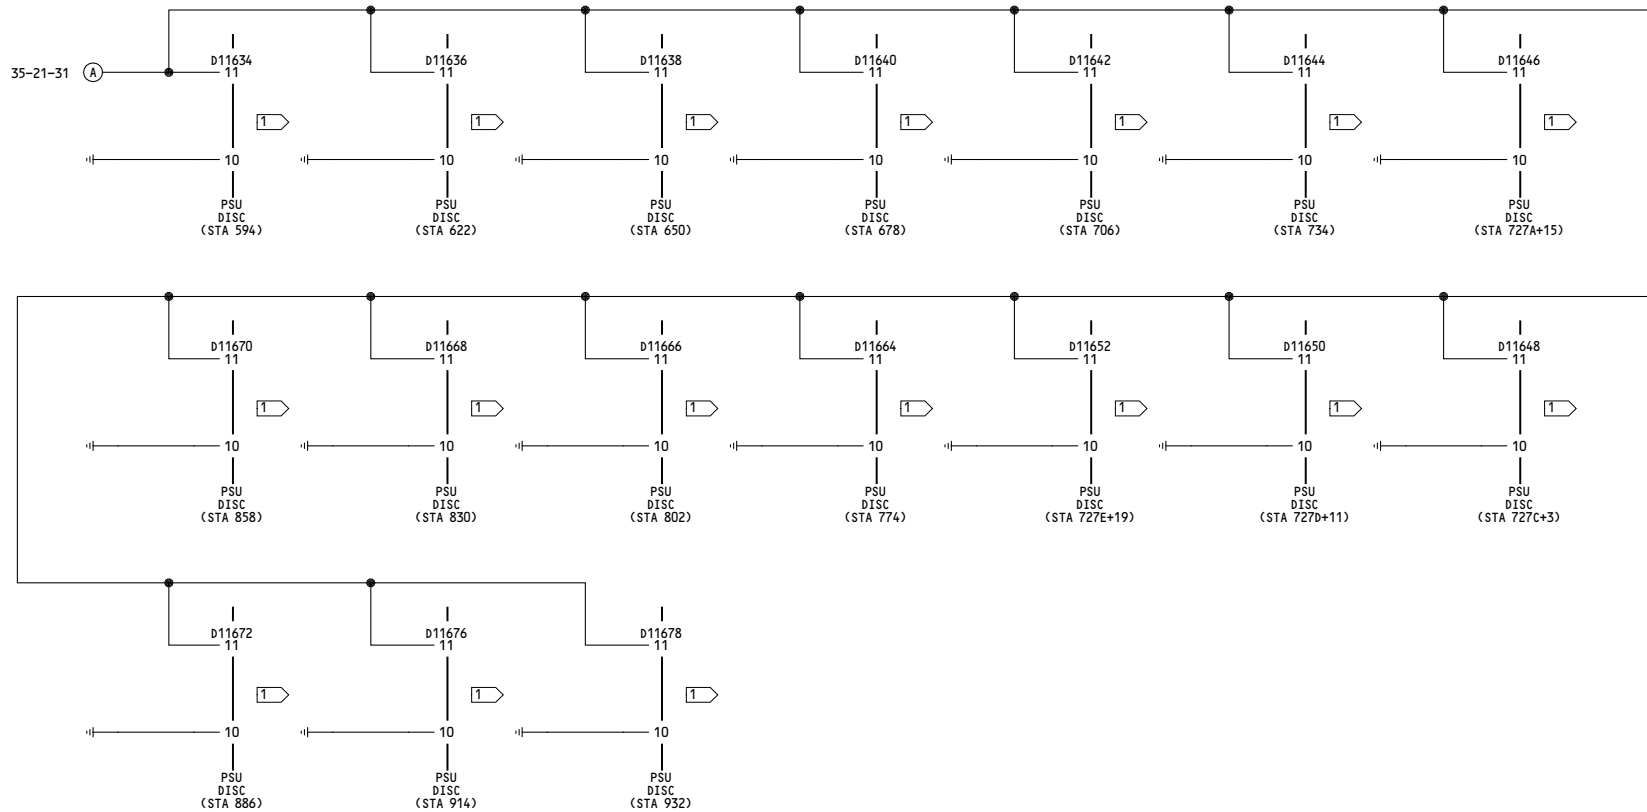 D11634 D11636 D11638 D11640 D11642 D11644 D11646
35-21-31 A 11 11 11 11 11 11 11
1 1 1 1 1 1 1
10 10 10 10 10 10 10
PSU PSU PSU PSU PSU PSU PSU
DISC DISC DISC DISC DISC DISC DISC
(STA 594) (STA 622) (STA 650) (STA 678) (STA 706) (STA 734) (STA 727A+15)
D11670 D11668 D11666 D11664 D11652 D11650 D11648
11 11 11 11 11 11 11
1 1 1 1 1 1 1
10 10 10 10 10 10 10
PSU PSU PSU PSU PSU PSU PSU
DISC DISC DISC DISC DISC DISC DISC
(STA 858) (STA 830) (STA 802) (STA 774) (STA 727E+19) (STA 727D+11) (STA 727C+3)
D11672 D11676 D11678
11 11 11
1 1 1
10 10 10
PSU PSU PSU
DISC DISC DISC
(STA 886) (STA 914) (STA 932)